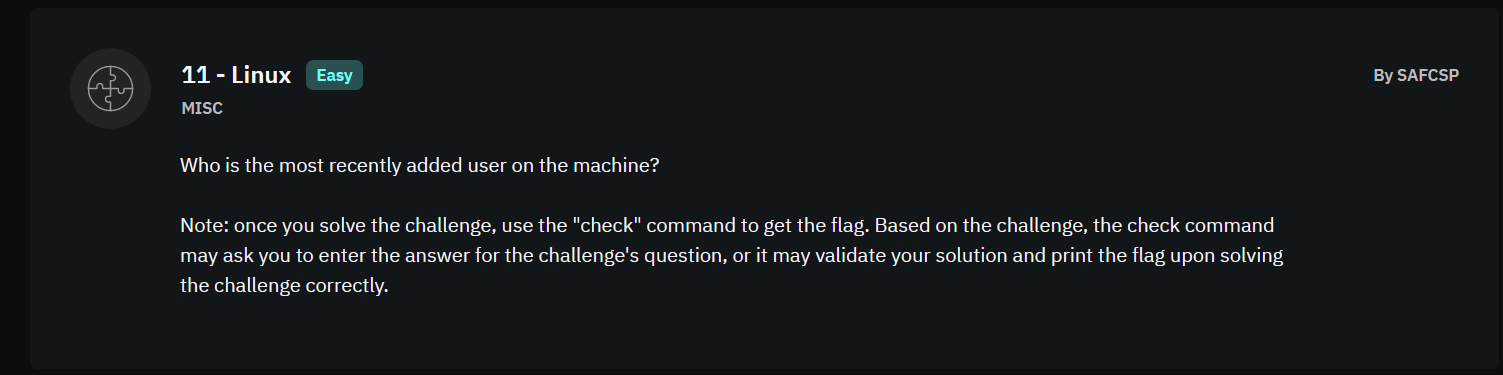 11 - Linux Easy
By SAFCSP
MISC
Who is the most recently added user on the machine?
Note: once you solve the challenge, use the "check" command to get the flag. Based on the challenge, the check command
may ask you to enter the answer for the challenge's question, or it may validate your solution and print the flag upon solving
the challenge correctly.